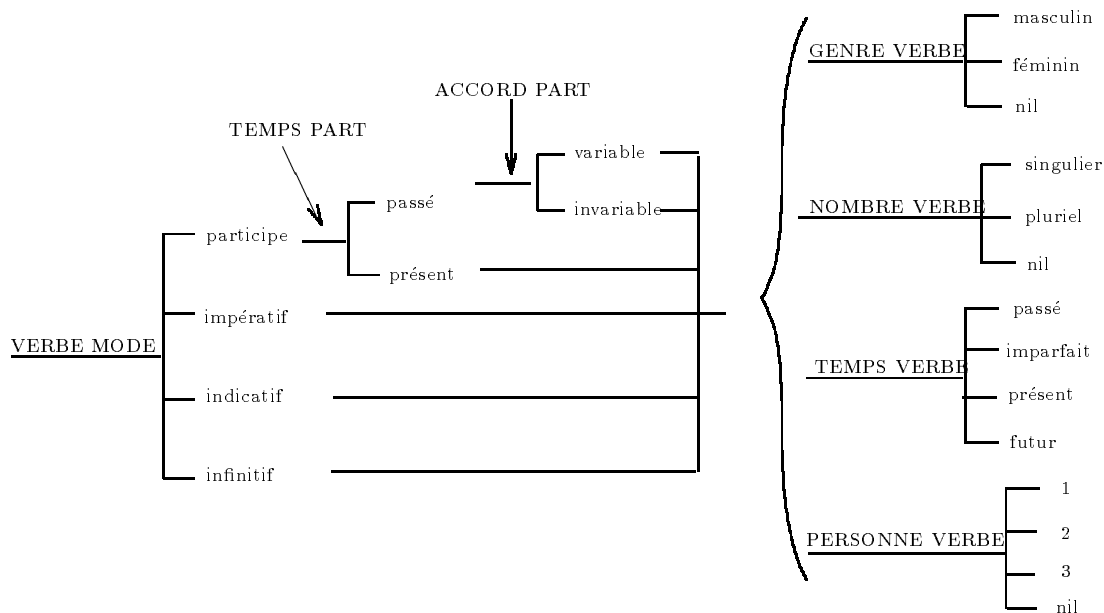 ACCORD PART
TEMPS PART
VERBE MODE
participe
impératif
indicatif
infinitif
passé
présent
variable
invariable
GENRE VERBE
masculin
féminin
nil
NOMBRE VERBE
singulier
pluriel
nil
TEMPS VERBE
passé
imparfait
présent
futur
PERSONNE VERBE
1
2
3
nil